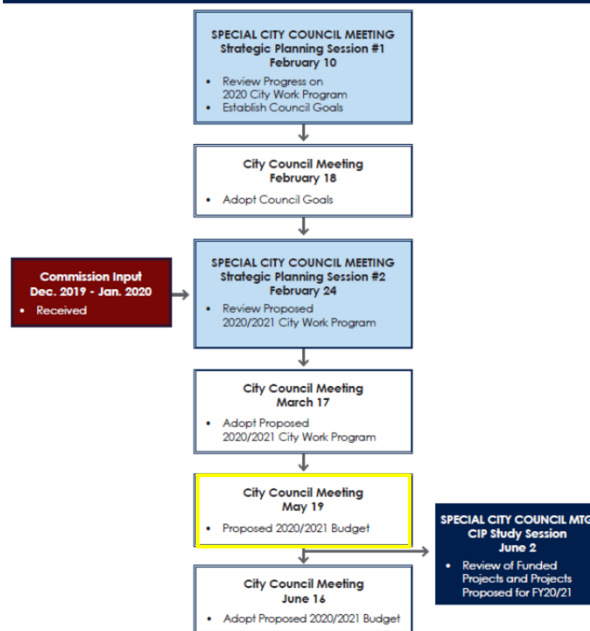 SPECIAL CITY COUNCIL MEETING
Strategic Planning Session #1
February 10
• Review Progress on
2020 City Work Program
• Establish Council Goals
City Council Meeting
February 18
• Adopt Council Goals
Commission Input
Dec. 2019 - Jan. 2020
• Received
SPECIAL CITY COUNCIL MEETING
Strategic Planning Session #2
February 24
• Review Proposed
2020/2021 City Work Program
City Council Meeting
March 17
• Adopt Proposed
2020/2021 City Work Program
City Council Meeting
May 19
• Proposed 2020/2021 Budget
SPECIAL CITY COUNCIL MTG
CIP Study Session
June 2
• Review of Funded
Projects and Projects
Proposed for FY20/21
City Council Meeting
June 16
• Adopt Proposed 2020/2021 Budget